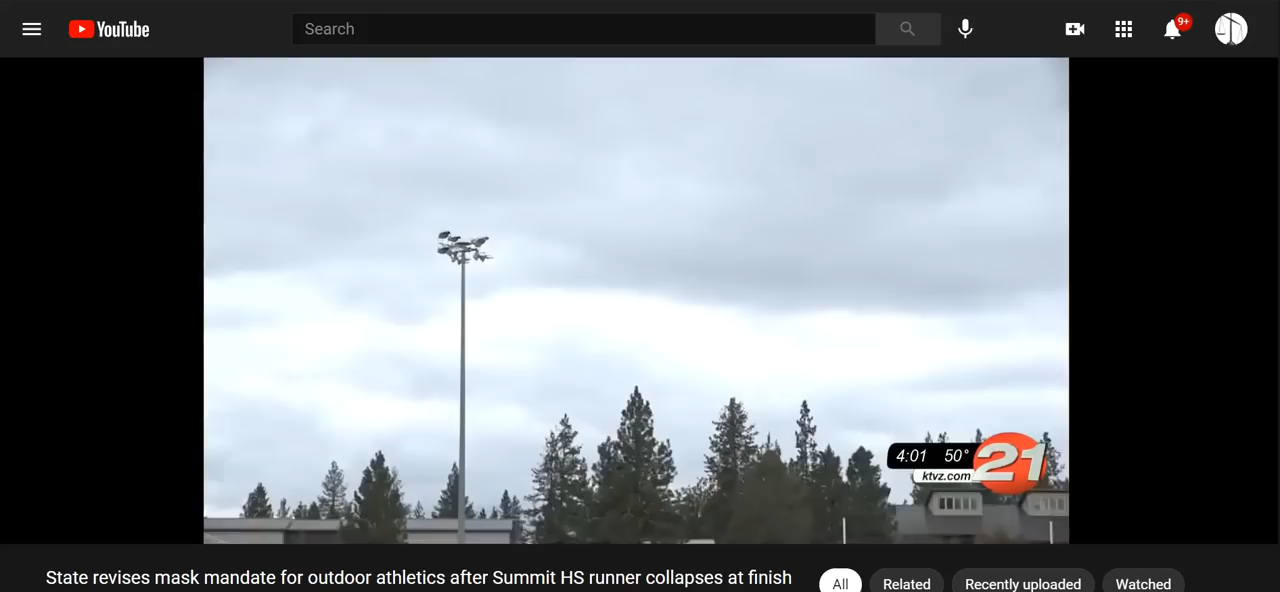 YouTube
Search
9+
4:01 50°
21
ktvz.com
State revises mask mandate for outdoor athletics after Summit HS runner collapses at finish
All
Related
Recently uploaded
Watched